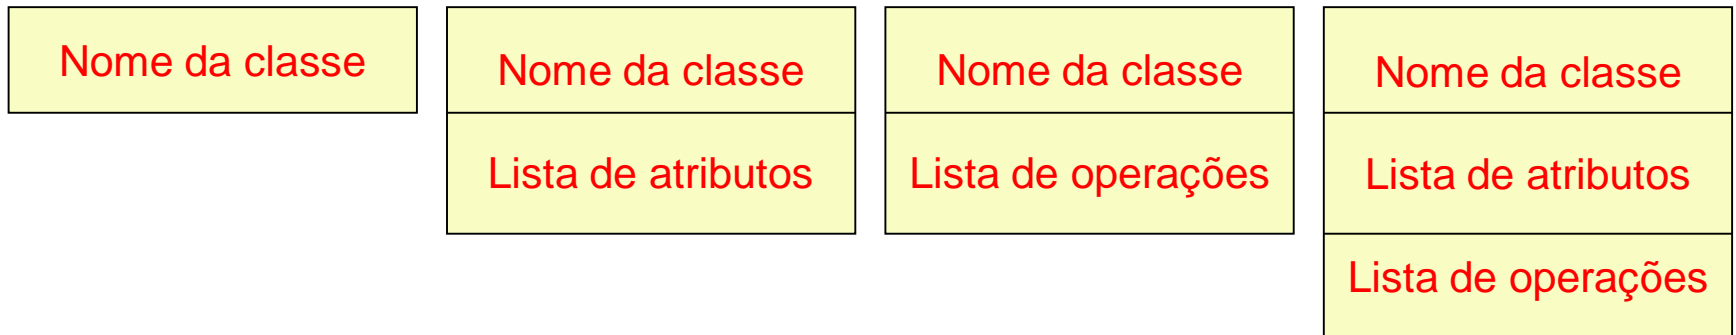 Nome da classe
Nome da classe
Lista de atributos
Nome da classe
Lista de operações
Nome da classe
Lista de atributos
Lista de operações